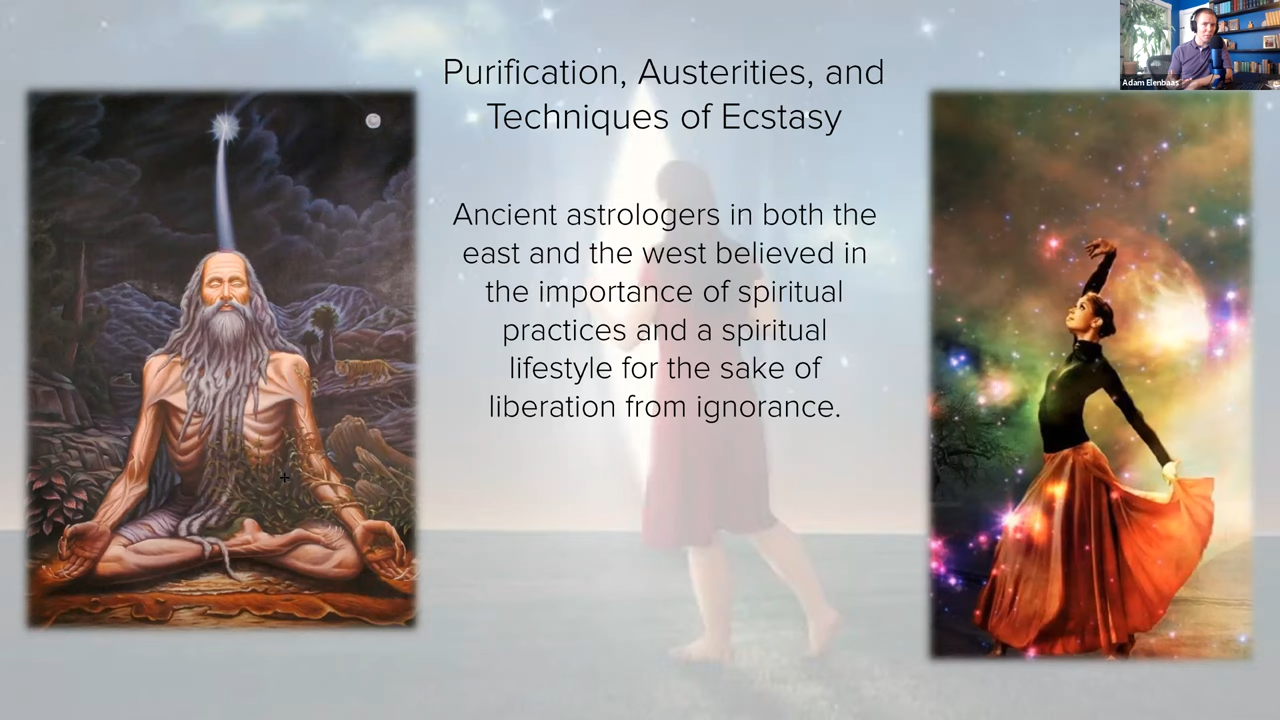 Purification, Austerities, and
Techniques of Ecstasy
Ancient astrologers in both the
east and the west believed in
the importance of spiritual
practices and a spiritual
lifestyle for the sake of
liberation from ignorance.
Adam Elenbaas